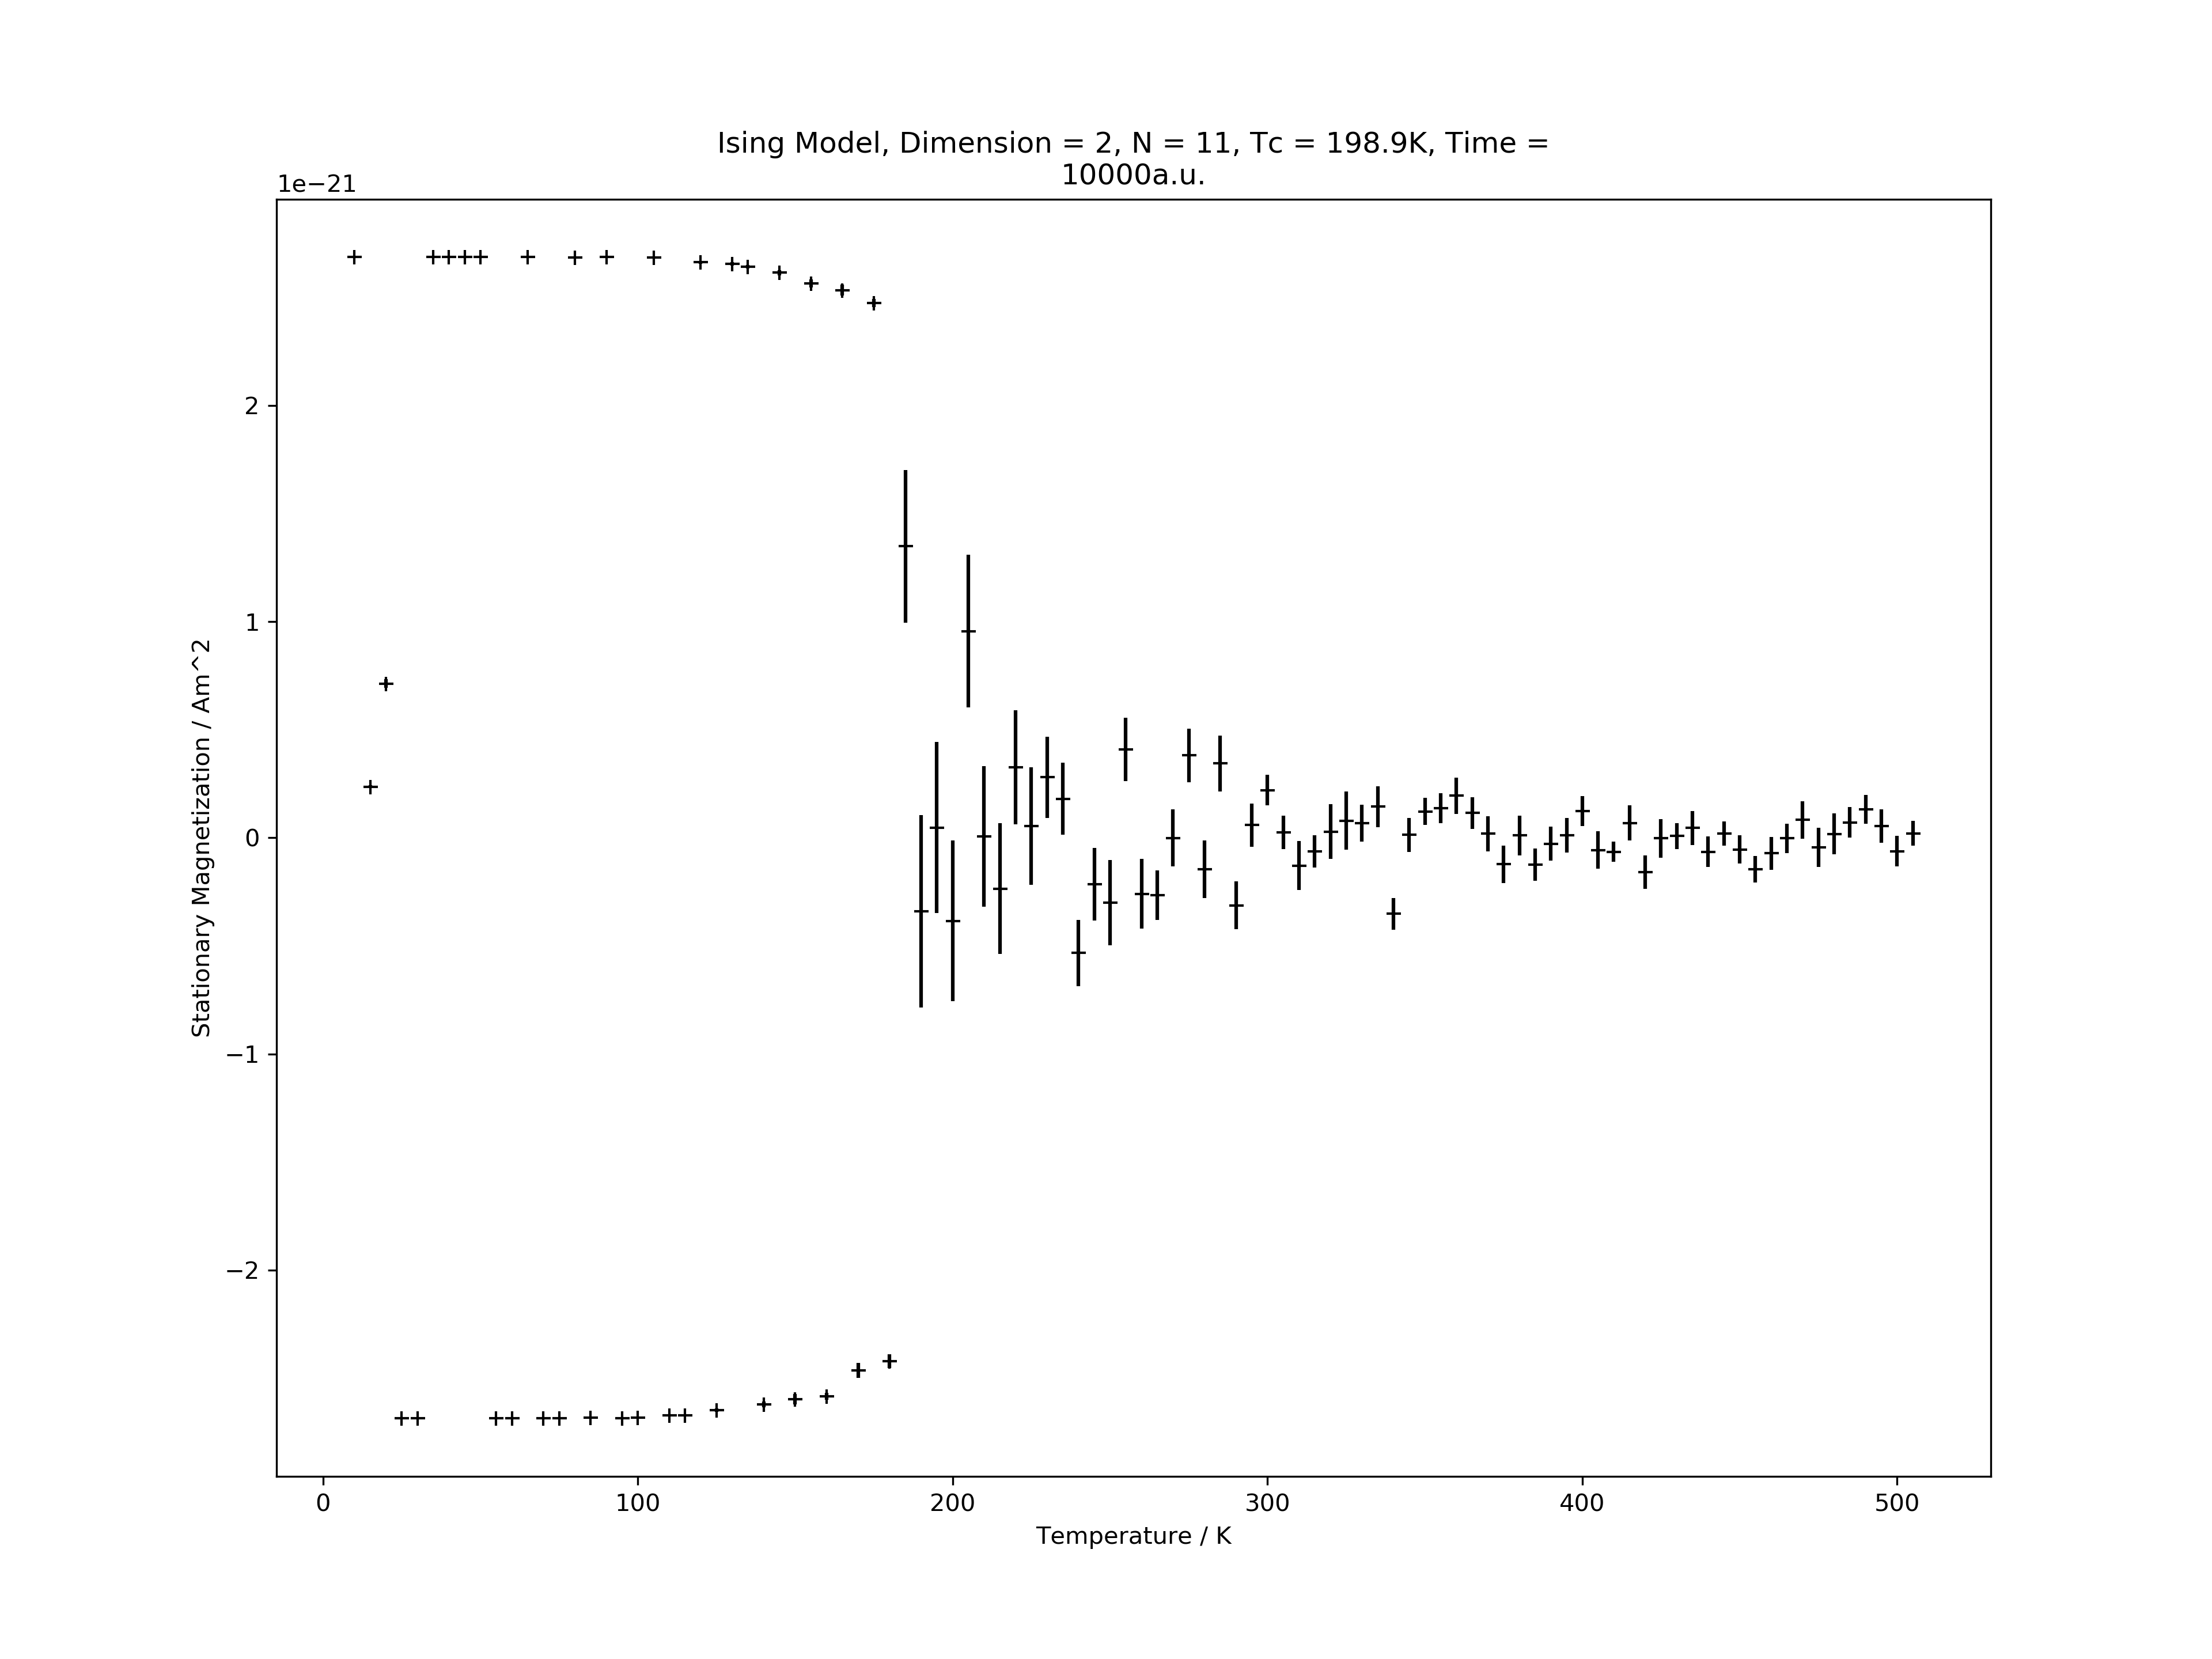 Ising Model, Dimension = 2, N = 11, Tc = 198.9K, Time =
10000a.u.
1e−21
2
1
0
−1
−2
Stationary Magnetization / Am^2
0 100 200 300 400 500
Temperature / K